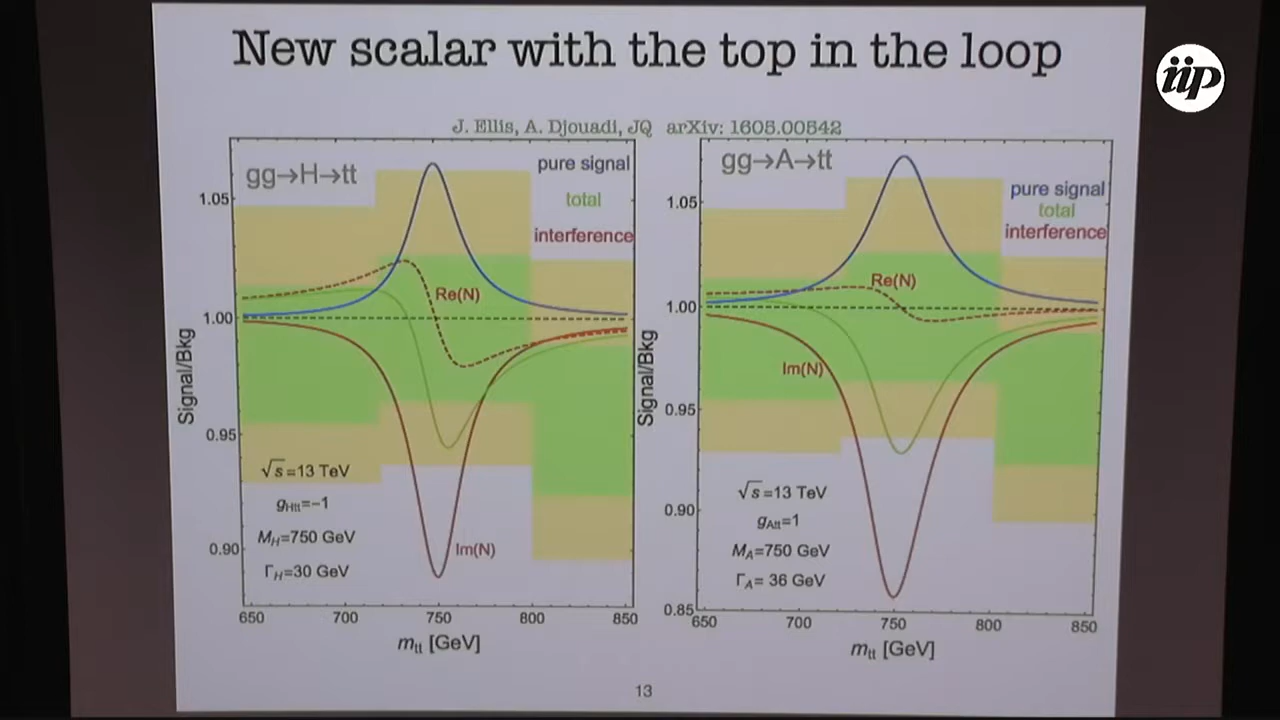 New scalar with the top in the loop
iip
J. Ellis, A. Djouadi, JQ arXiv: 1605.00542
gg→H→tt
pure signal
total
interference
Re(N)
Im(N)
1.05
1.00
0.95
0.90
Signal/Bkg
√s=13 TeV
gHtt=-1
MH=750 GeV
ΓH=30 GeV
650 700 750 800 850
mtt [GeV]
gg→A→tt
pure signal
total
interference
Re(N)
Im(N)
1.05
1.00
0.95
0.90
0.85
Signal/Bkg
√s=13 TeV
gAtt=1
MA=750 GeV
ΓA= 36 GeV
650 700 750 800 850
mtt [GeV]
13